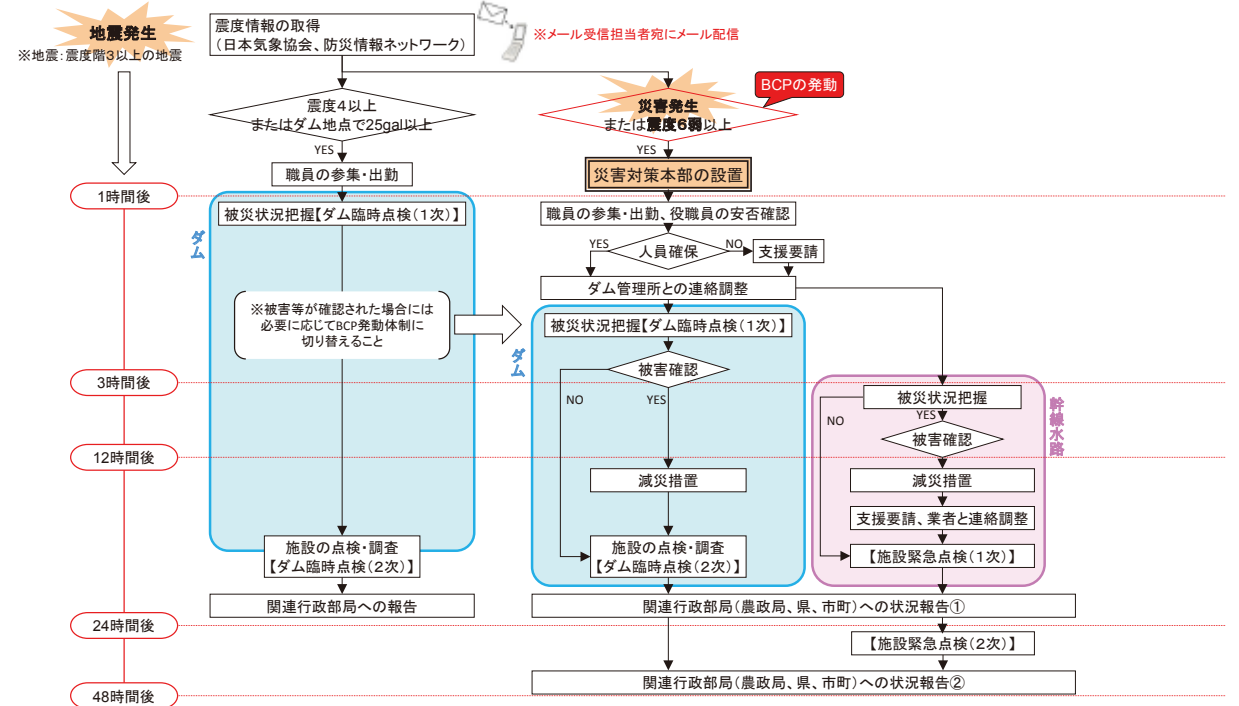 地震発生
※地震：震度階３以上の地震
震度情報の取得
（日本気象協会、防災情報ネットワーク）
※メール受信担当者宛にメール配信
BCPの発動
震度４以上
またはダム地点で25gal以上
災害発生
または震度6弱以上
YES
YES
職員の参集・出勤
災害対策本部の設置
1時間後
被災状況把握【ダム臨時点検（１次）】
職員の参集・出勤、役職員の安否確認
ダム
YES
人員確保
NO
支援要請
ダム管理所との連絡調整
※被害等が確認された場合には
必要に応じてBCP発動体制に
切り替えること
被災状況把握【ダム臨時点検（１次）】
ダム
被害確認
3時間後
NO
YES
被災状況把握
幹線水路
NO
YES
被害確認
12時間後
減災措置
減災措置
支援要請、業者と連絡調整
施設の点検・調査
【ダム臨時点検（２次）】
施設の点検・調査
【ダム臨時点検（２次）】
【施設緊急点検（１次）】
関連行政部局への報告
関連行政部局（農政局、県、市町）への状況報告①
24時間後
【施設緊急点検（２次）】
関連行政部局（農政局、県、市町）への状況報告②
48時間後